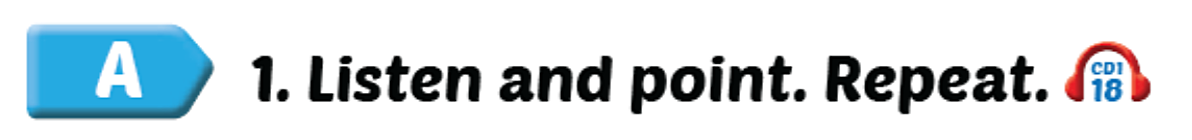 A 1. Listen and point. Repeat. CD1 18